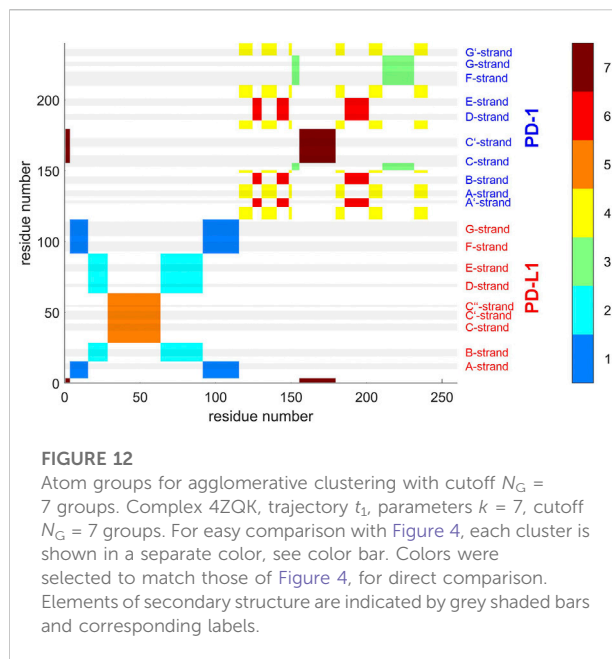 G'-strand
G-strand
F-strand
E-strand
D-strand
C'-strand
C-strand
B-strand
A-strand
A'-strand
PD-1
G-strand
F-strand
E-strand
D-strand
C''-strand
C'-strand
C-strand
B-strand
A-strand
PD-L1
200
150
100
50
0
residue number
0 50 100 150 200 250
residue number
7
6
5
4
3
2
1
FIGURE 12
Atom groups for agglomerative clustering with cutoff N_G =
7 groups. Complex 4ZQK, trajectory t₁, parameters k = 7, cutoff
N_G = 7 groups. For easy comparison with Figure 4, each cluster is
shown in a separate color, see color bar. Colors were
selected to match those of Figure 4, for direct comparison.
Elements of secondary structure are indicated by grey shaded bars
and corresponding labels.